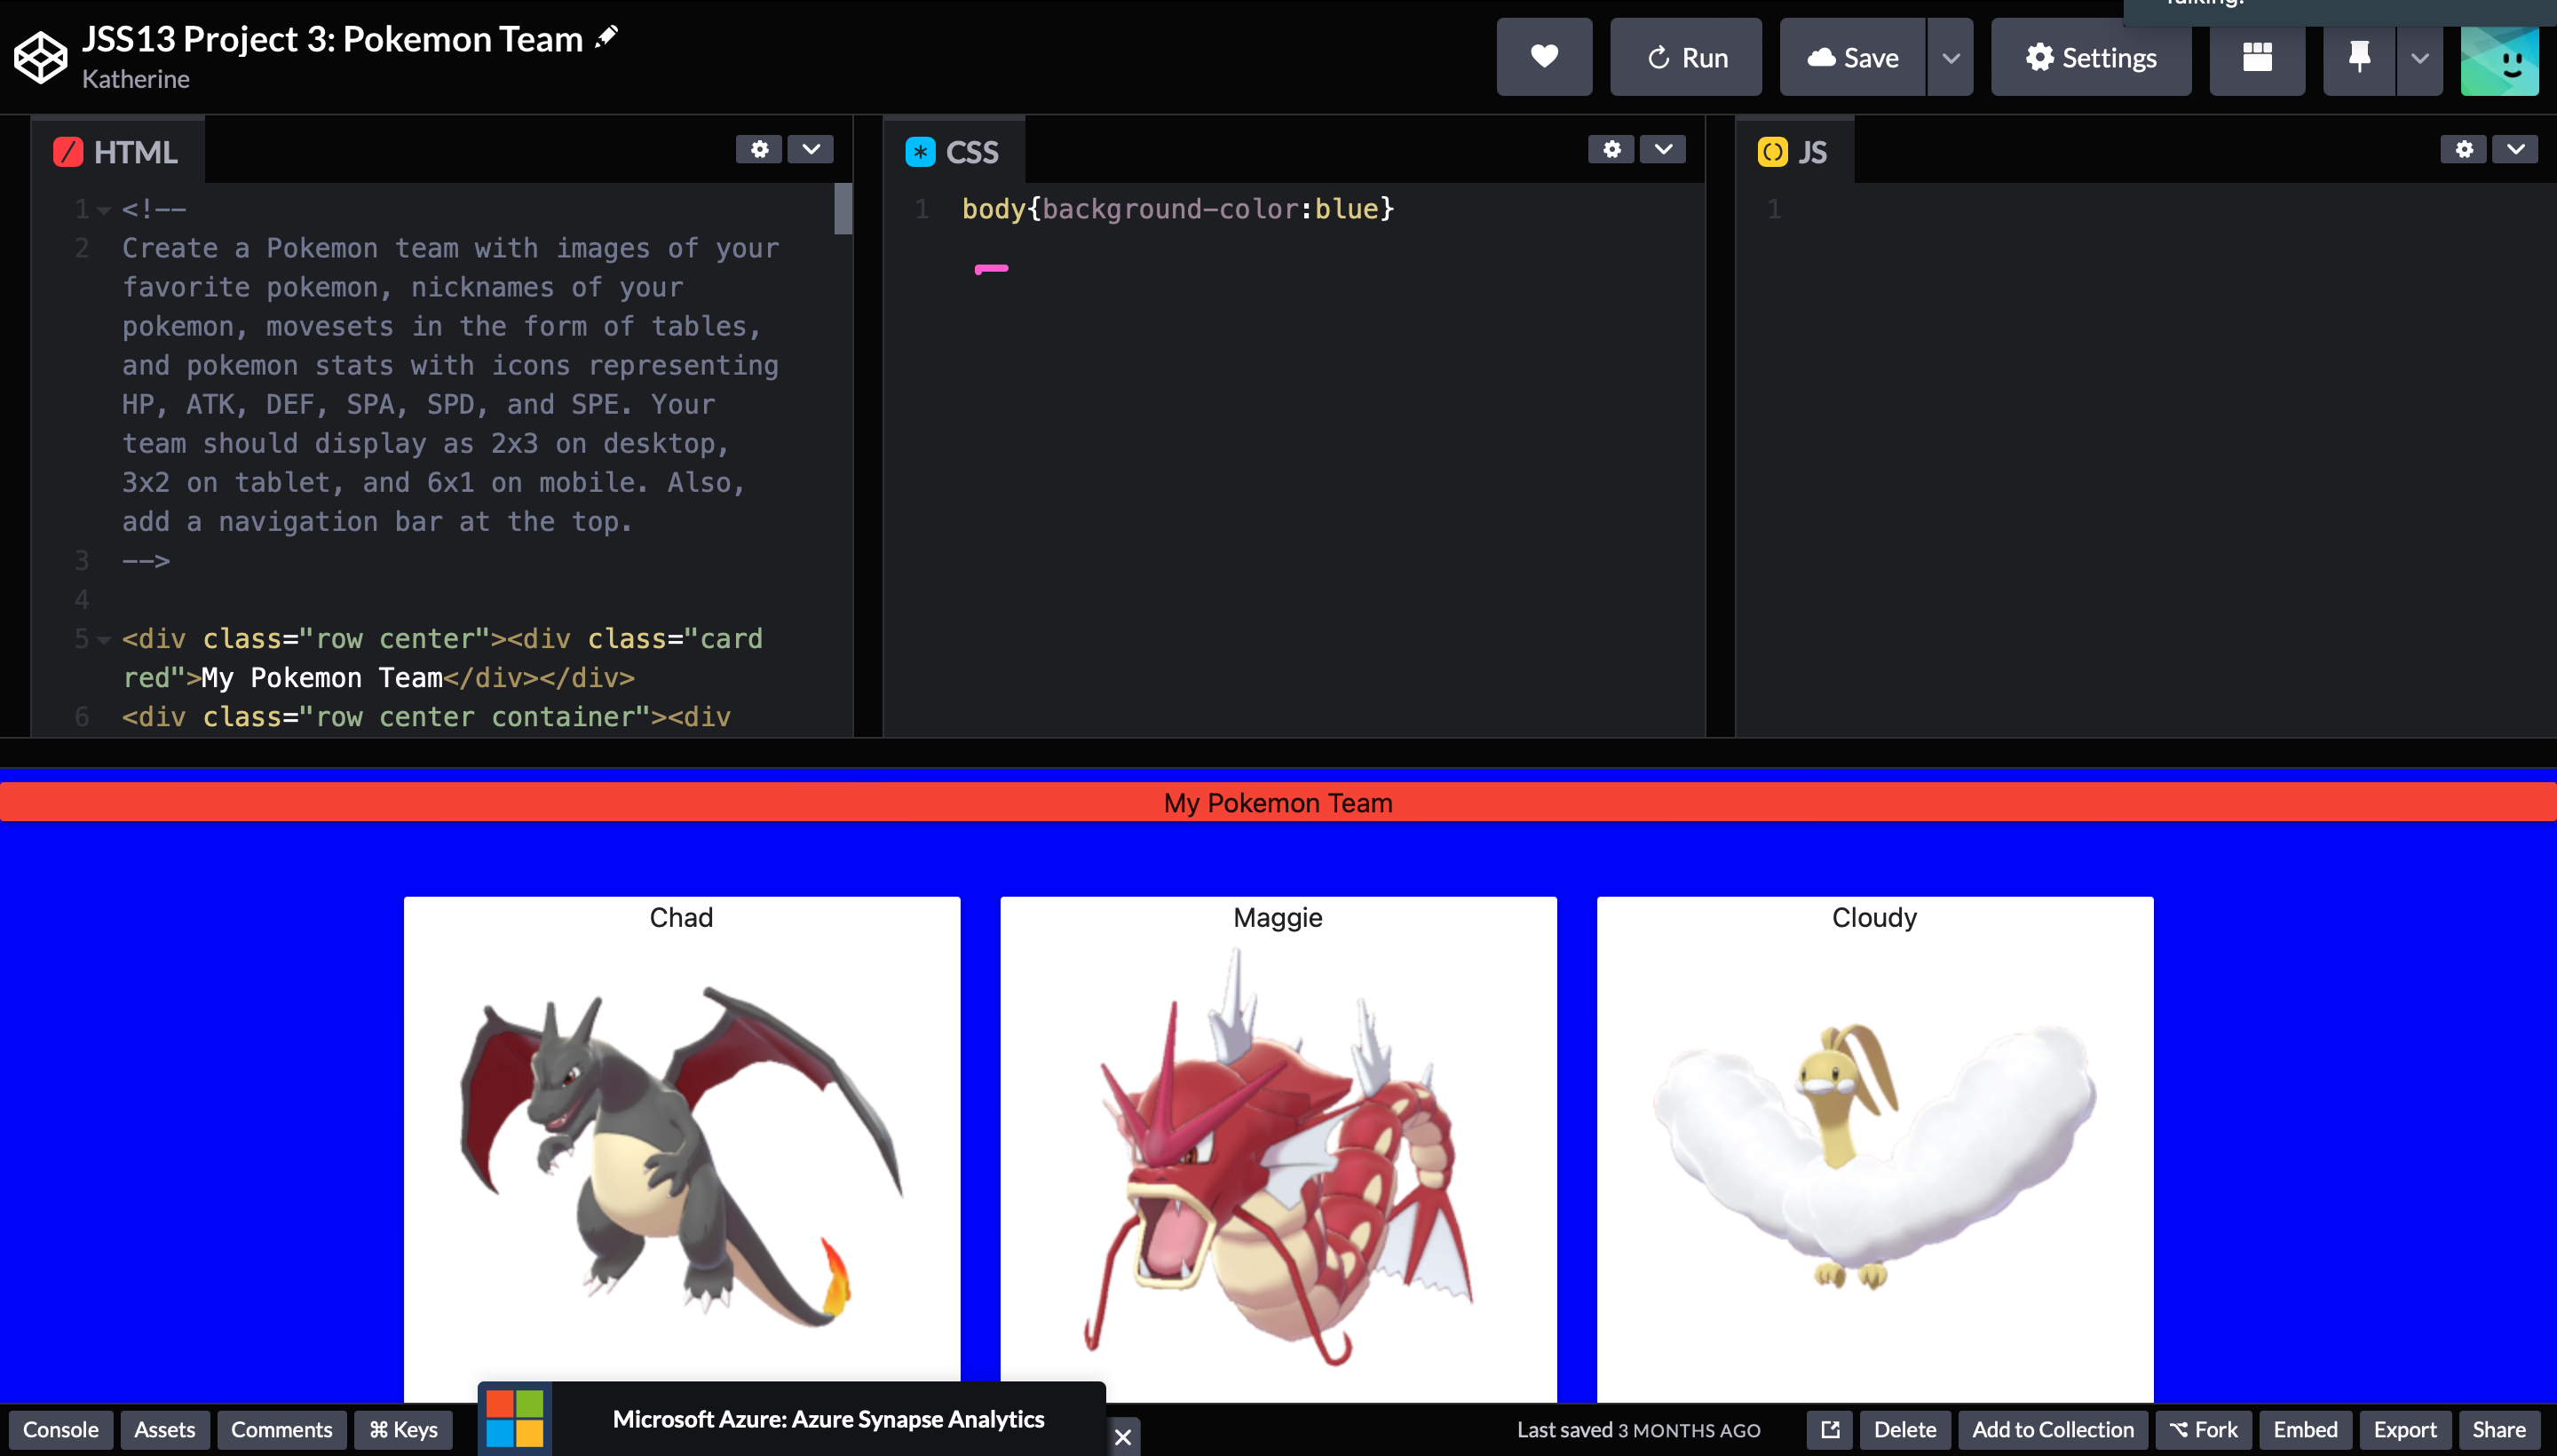 JSS13 Project 3: Pokemon Team
Katherine
Run
Save
Settings
HTML
1 <!--
2 Create a Pokemon team with images of your
favorite pokemon, nicknames of your
pokemon, movesets in the form of tables,
and pokemon stats with icons representing
HP, ATK, DEF, SPA, SPD, and SPE. Your
team should display as 2x3 on desktop,
3x2 on tablet, and 6x1 on mobile. Also,
add a navigation bar at the top.
3 -->
4
5 <div class="row center"><div class="card
red">My Pokemon Team</div></div>
6 <div class="row center container"><div
CSS
1 body{background-color:blue}
JS
1
My Pokemon Team
Chad
Maggie
Cloudy
Console
Assets
Comments
⌘ Keys
Microsoft Azure: Azure Synapse Analytics
Last saved 3 MONTHS AGO
Delete
Add to Collection
Fork
Embed
Export
Share